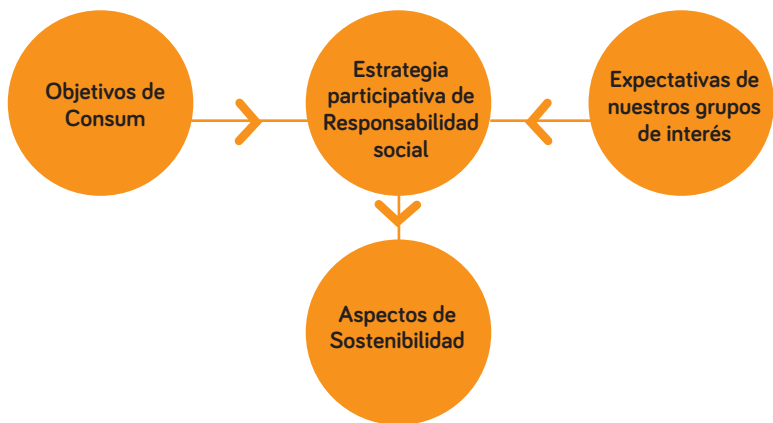 Objetivos de
Consum
Estrategia
participativa de
Responsabilidad
social
Expectativas de
nuestros grupos
de interés
Aspectos de
Sostenibilidad